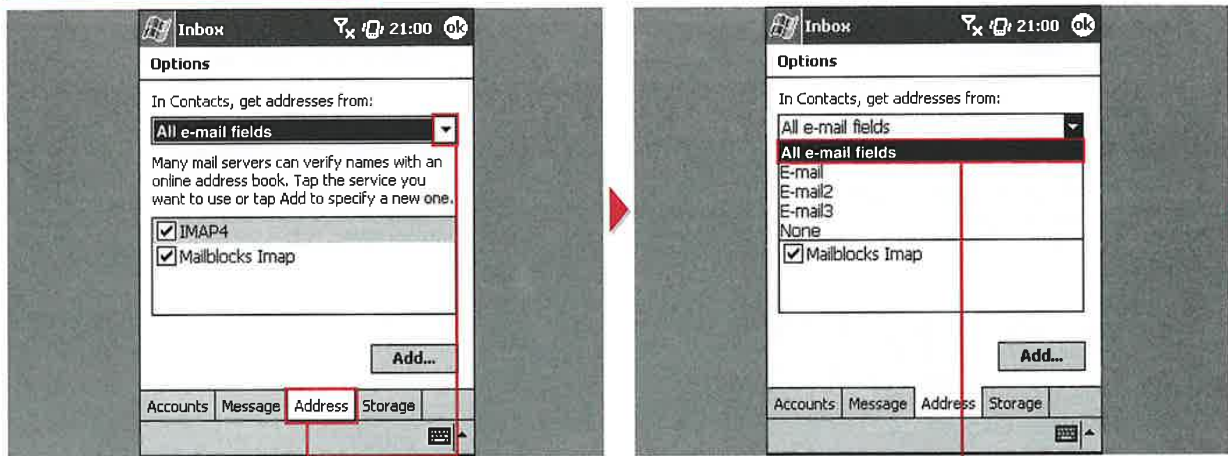 Inbox 21:00 ok
Options
In Contacts, get addresses from:
All e-mail fields
Many mail servers can verify names with an
online address book. Tap the service you
want to use or tap Add to specify a new one.
IMAP4
Mailblocks Imap
Add...
Accounts Message Address Storage
Inbox 21:00 ok
Options
In Contacts, get addresses from:
All e-mail fields
All e-mail fields
E-mail
E-mail2
E-mail3
None
Mailblocks Imap
Add...
Accounts Message Address Storage